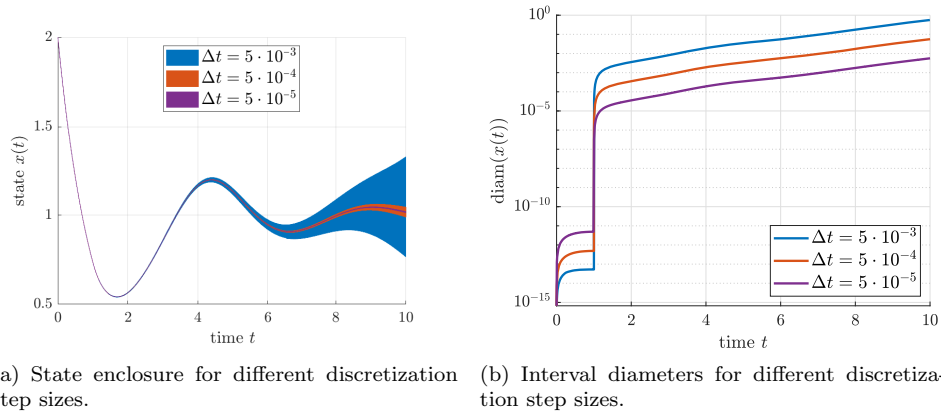 2
1.5
1
0.5
state x(t)
Δt = 5 · 10⁻³
Δt = 5 · 10⁻⁴
Δt = 5 · 10⁻⁵
0 2 4 6 8 10
time t
10⁰
10⁻⁵
10⁻¹⁰
10⁻¹⁵
diam(x(t))
Δt = 5 · 10⁻³
Δt = 5 · 10⁻⁴
Δt = 5 · 10⁻⁵
0 2 4 6 8 10
time t
a) State enclosure for different discretization
tep sizes.
(b) Interval diameters for different discretiza-
tion step sizes.